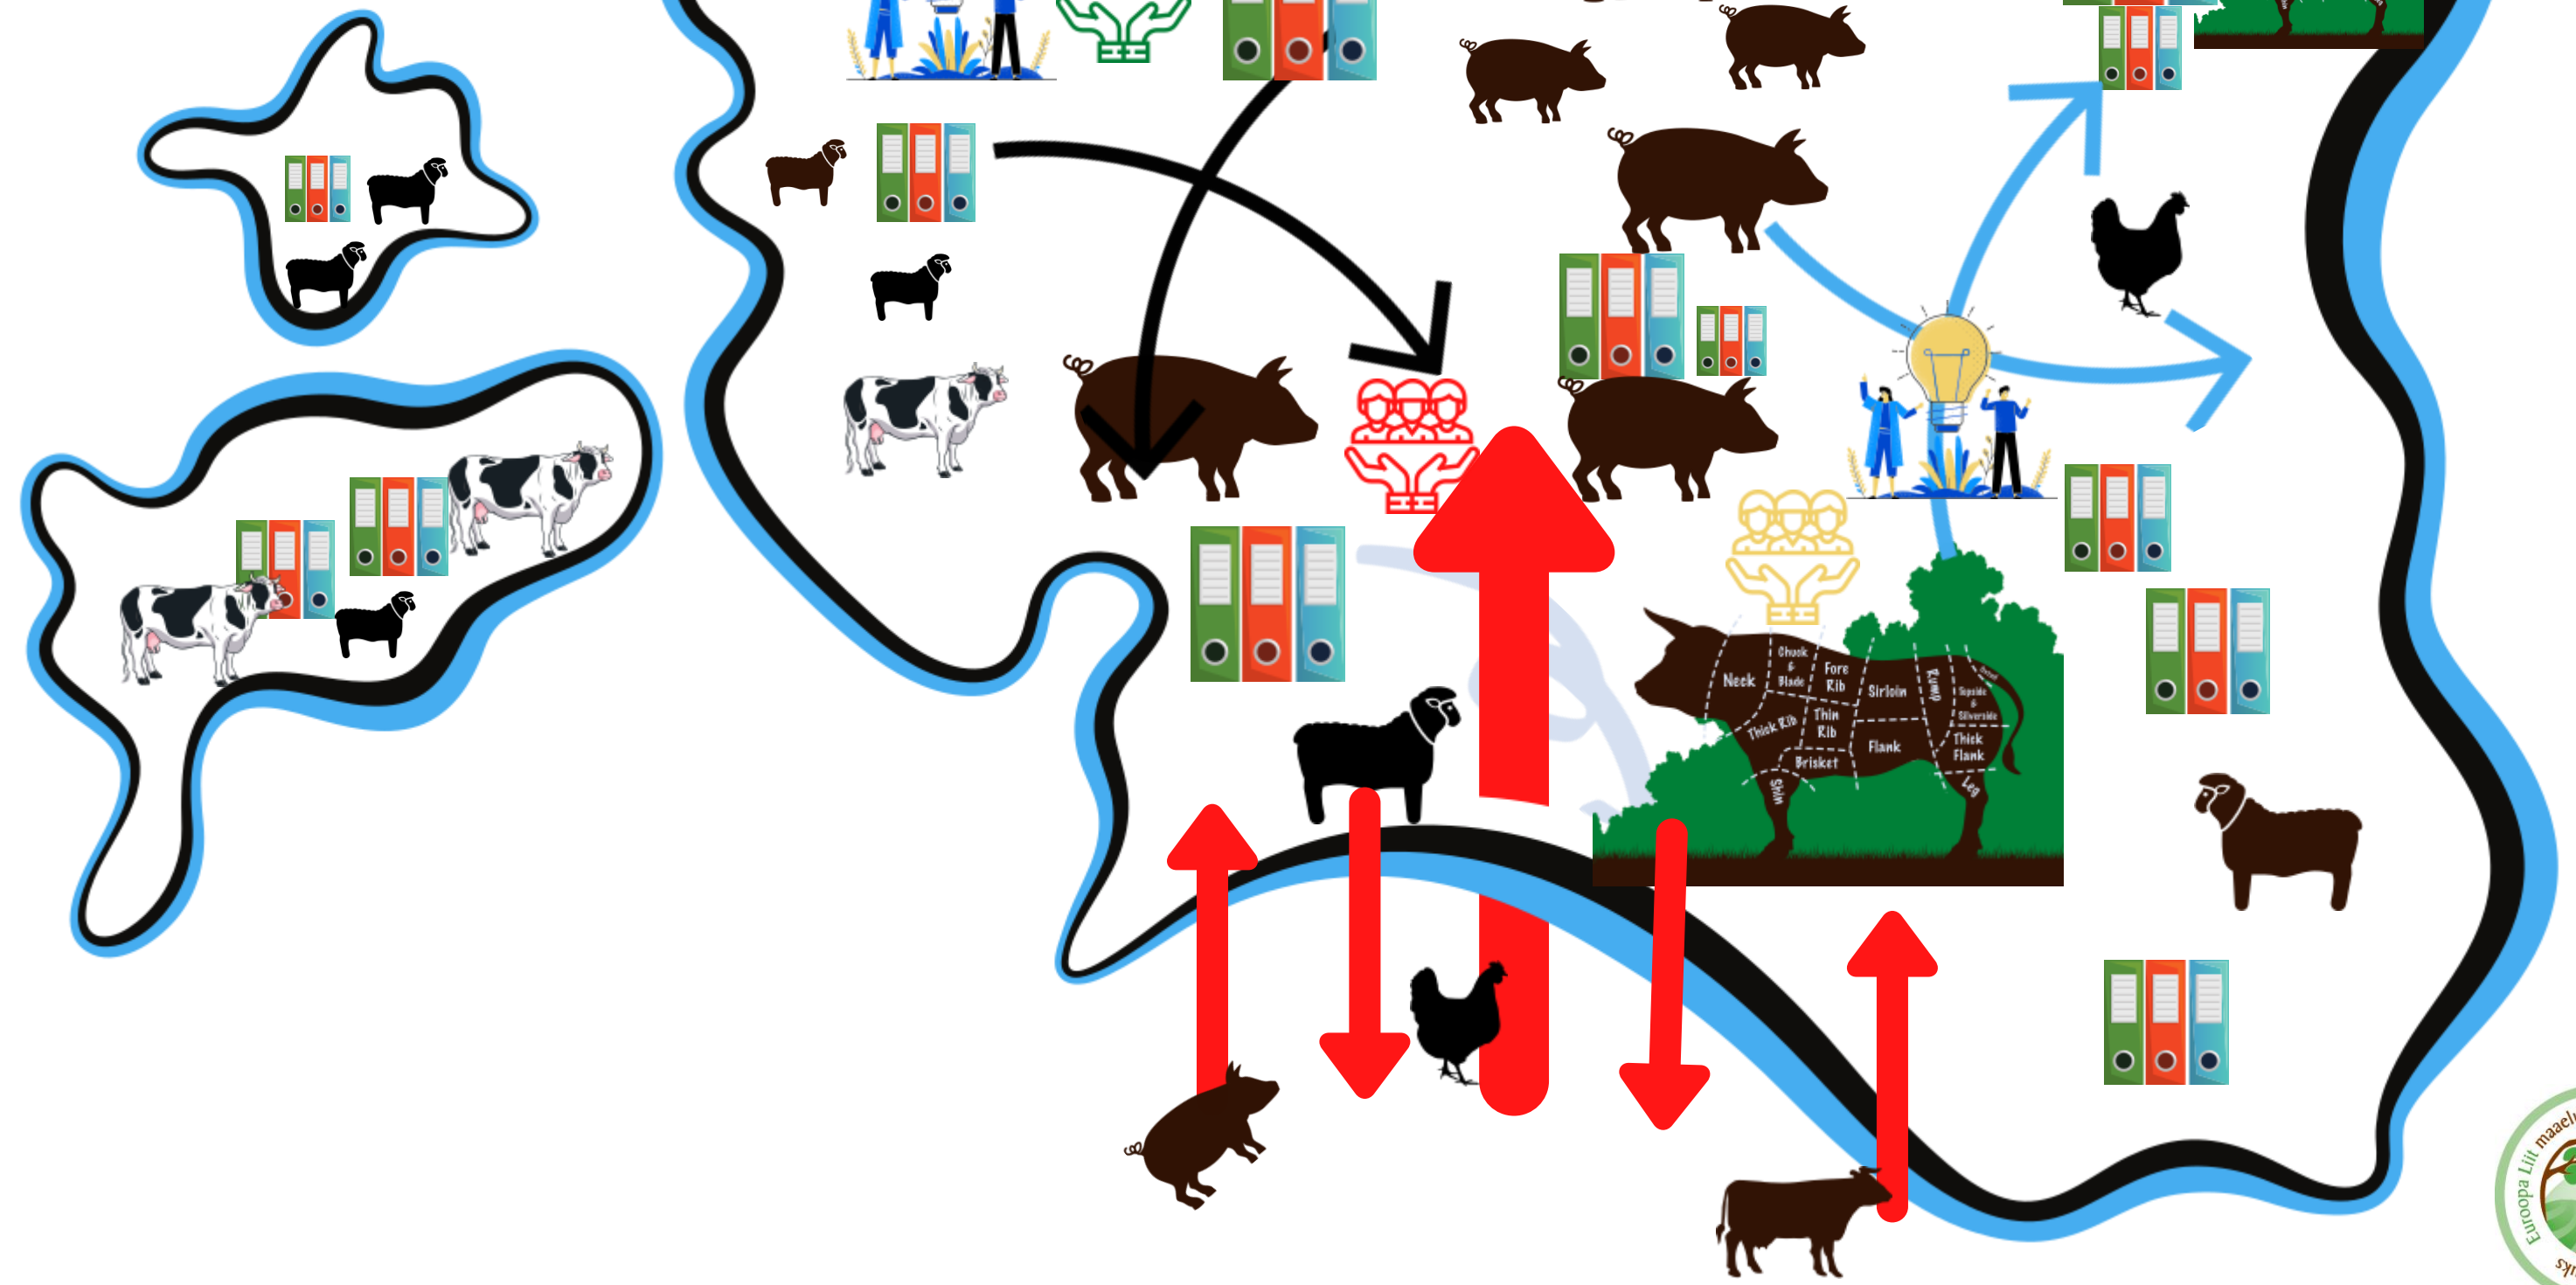 Neck
Chuck
&
Blade
Fore
Rib
Sirloin
Rump
Topside
&
Silverside
Thick Rib
Thin
Rib
Flank
Thick
Flank
Brisket
Shin
Leg
Euroopa Liit